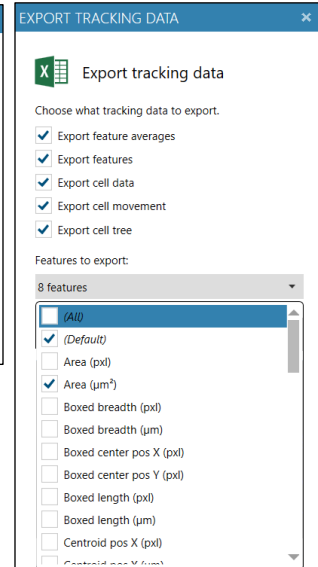 EXPORT TRACKING DATA
Export tracking data
Choose what tracking data to export.
Export feature averages
Export features
Export cell data
Export cell movement
Export cell tree
Features to export:
8 features
(All)
(Default)
Area (pxl)
Area (µm²)
Boxed breadth (pxl)
Boxed breadth (µm)
Boxed center pos X (pxl)
Boxed center pos Y (pxl)
Boxed length (pxl)
Boxed length (µm)
Centroid pos X (pxl)
Centroid pos X (µm)